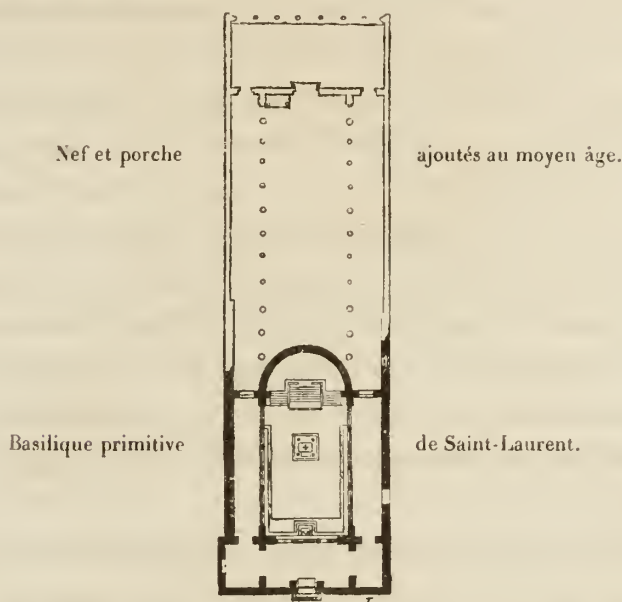 Nef et porche ajoutés au moyen âge.
Basilique primitive de Saint-Laurent.